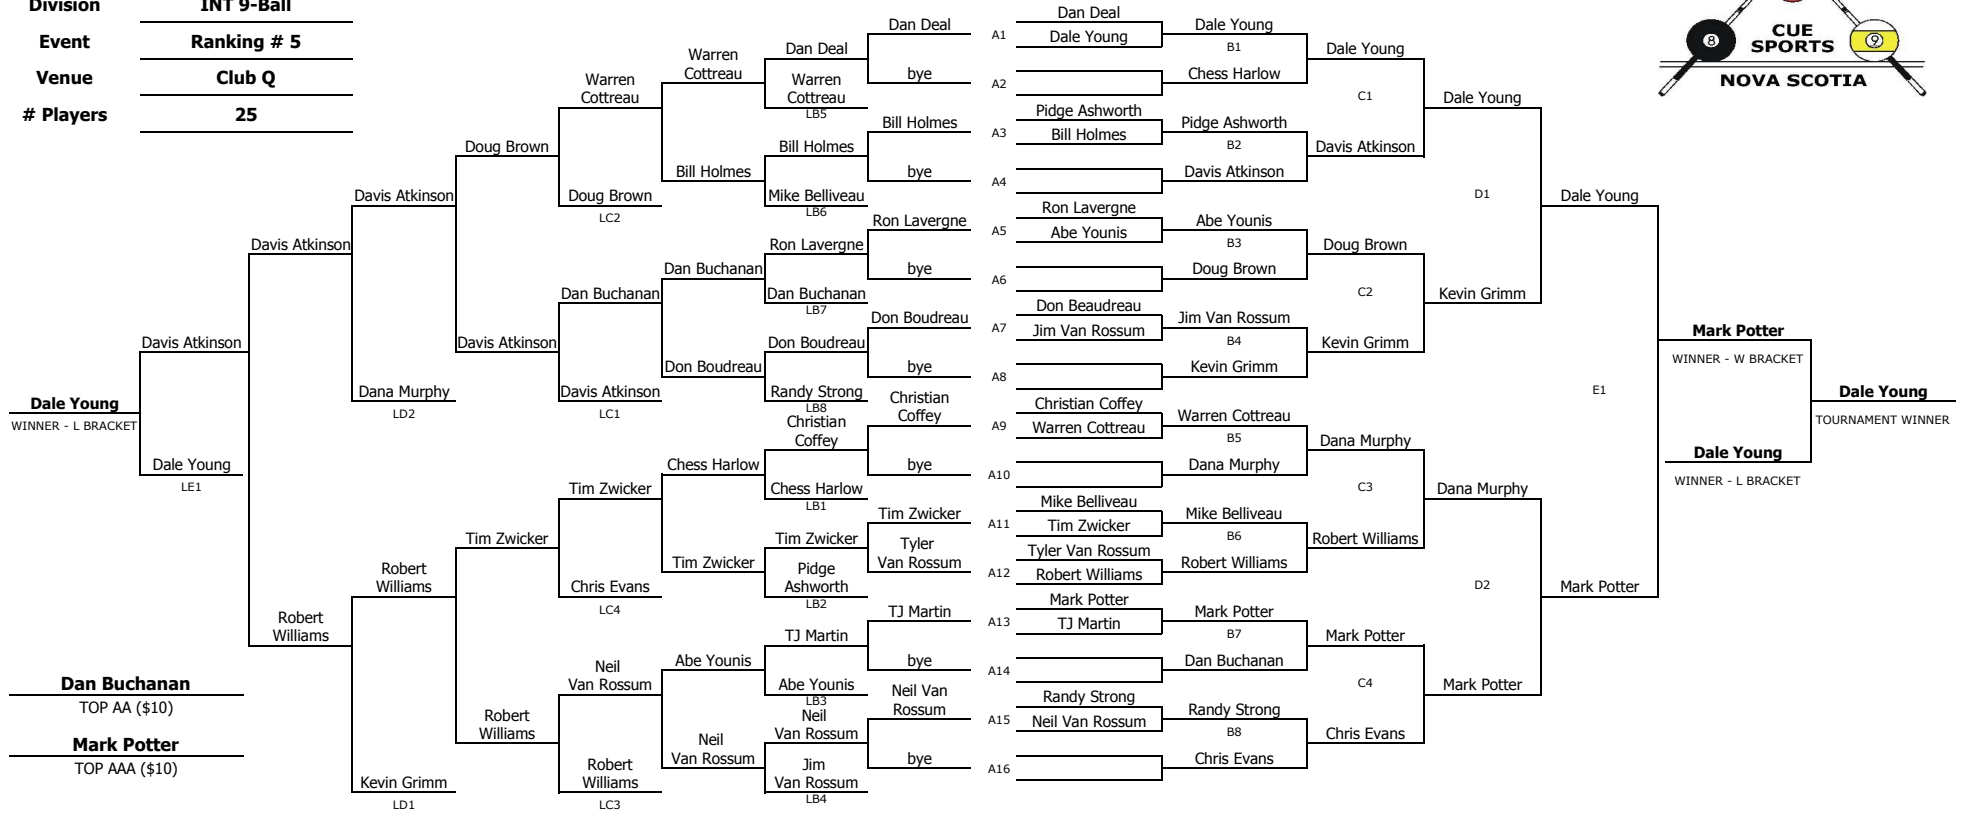 Division INT 9-Ball
Event Ranking # 5
Venue Club Q
# Players 25
8
9
CUE
SPORTS
NOVA SCOTIA
Dale Young
WINNER - L BRACKET
Davis Atkinson
Dale Young
LE1
Davis Atkinson
Robert
Williams
Davis Atkinson
Dana Murphy
LD2
Robert
Williams
Kevin Grimm
LD1
Doug Brown
Davis Atkinson
Tim Zwicker
Robert
Williams
Warren
Cottreau
Doug Brown
LC2
Dan Buchanan
Davis Atkinson
LC1
Tim Zwicker
Chris Evans
LC4
Neil
Van Rossum
Robert
Williams
LC3
Warren
Cottreau
Bill Holmes
Dan Buchanan
Don Boudreau
Chess Harlow
Tim Zwicker
Abe Younis
Neil
Van Rossum
Dan Deal
Warren
Cottreau
LB5
Bill Holmes
Mike Belliveau
LB6
Ron Lavergne
Dan Buchanan
LB7
Don Boudreau
Randy Strong
LB8
Christian
Coffey
Chess Harlow
LB1
Tim Zwicker
Pidge
Ashworth
LB2
TJ Martin
Abe Younis
LB3
Neil
Van Rossum
Jim
Van Rossum
LB4
Dan Deal
bye
Bill Holmes
bye
Ron Lavergne
bye
Don Boudreau
bye
Christian
Coffey
bye
Tim Zwicker
Tyler
Van Rossum
TJ Martin
bye
Neil Van
Rossum
bye
A1
A2
A3
A4
A5
A6
A7
A8
A9
A10
A11
A12
A13
A14
A15
A16
Dan Deal
Dale Young
Pidge Ashworth
Bill Holmes
Ron Lavergne
Abe Younis
Don Beaudreau
Jim Van Rossum
Christian Coffey
Warren Cottreau
Mike Belliveau
Tim Zwicker
Tyler Van Rossum
Robert Williams
Mark Potter
TJ Martin
Randy Strong
Neil Van Rossum
Dale Young
B1
Chess Harlow
Pidge Ashworth
B2
Davis Atkinson
Abe Younis
B3
Doug Brown
Jim Van Rossum
B4
Kevin Grimm
Warren Cottreau
B5
Dana Murphy
Mike Belliveau
B6
Robert Williams
Mark Potter
B7
Dan Buchanan
Randy Strong
B8
Chris Evans
Dale Young
C1
Davis Atkinson
Doug Brown
C2
Kevin Grimm
Dana Murphy
C3
Robert Williams
Mark Potter
C4
Chris Evans
Dale Young
D1
Kevin Grimm
Dana Murphy
D2
Mark Potter
Dale Young
E1
Mark Potter
Mark Potter
WINNER - W BRACKET
Dale Young
WINNER - L BRACKET
Dale Young
TOURNAMENT WINNER
Dan Buchanan
TOP AA ($10)
Mark Potter
TOP AAA ($10)